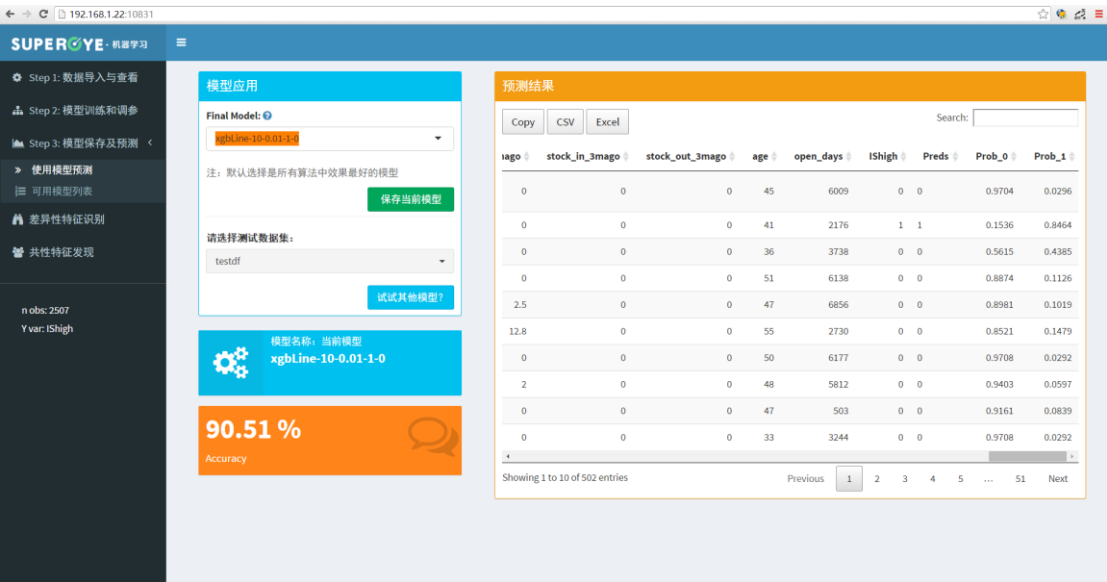 192.168.1.22:10831
SUPEREYE · 机器学习
Step 1: 数据导入与查看
Step 2: 模型训练和调参
Step 3: 模型保存及预测
使用模型预测
可用模型列表
差异性特征识别
共性特征发现
n obs: 2507
Y var: IShigh
模型应用
Final Model:
xgbLine-10-0.01-1-0
注：默认选择是所有算法中效果最好的模型
保存当前模型
请选择测试数据集：
testdf
试试其他模型？
模型名称：当前模型
xgbLine-10-0.01-1-0
90.51 %
Accuracy
预测结果
Copy CSV Excel Search:
mago stock_in_3mago stock_out_3mago age open_days IShigh Preds Prob_0 Prob_1
0 0 0 45 6009 0 0 0.9704 0.0296
0 0 0 41 2176 1 1 0.1536 0.8464
0 0 0 36 3738 0 0 0.5615 0.4385
0 0 0 51 6138 0 0 0.8874 0.1126
2.5 0 0 47 6856 0 0 0.8981 0.1019
12.8 0 0 55 2730 0 0 0.8521 0.1479
0 0 0 50 6177 0 0 0.9708 0.0292
2 0 0 48 5812 0 0 0.9403 0.0597
0 0 0 47 503 0 0 0.9161 0.0839
0 0 0 33 3244 0 0 0.9708 0.0292
Showing 1 to 10 of 502 entries Previous 1 2 3 4 5 … 51 Next